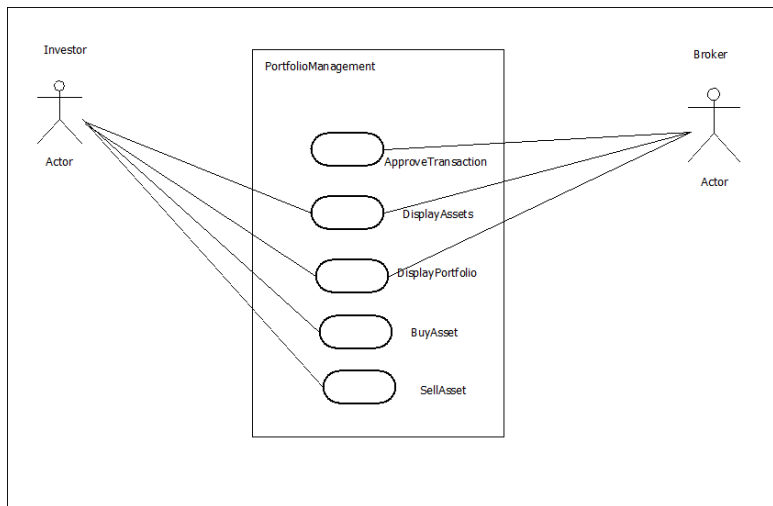 Investor
Broker
PortfolioManagement
Actor
ApproveTransaction
Actor
DisplayAssets
DisplayPortfolio
BuyAsset
SellAsset